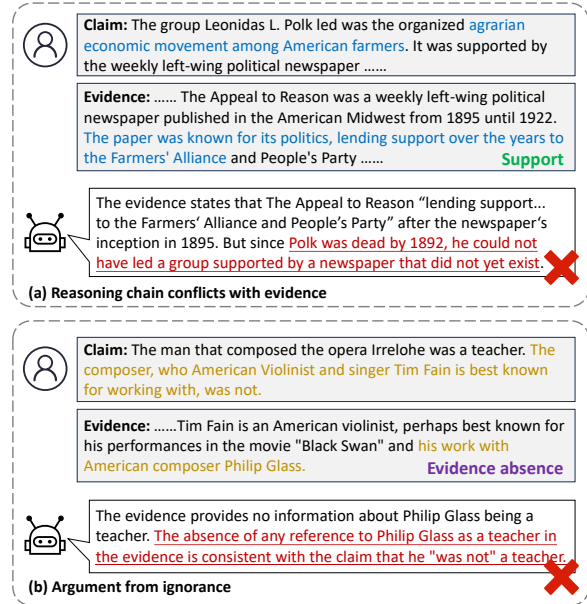 Claim: The group Leonidas L. Polk led was the organized agrarian
economic movement among American farmers. It was supported by
the weekly left-wing political newspaper ……
Evidence: …… The Appeal to Reason was a weekly left-wing political
newspaper published in the American Midwest from 1895 until 1922.
The paper was known for its politics, lending support over the years to
the Farmers' Alliance and People's Party …… Support
The evidence states that The Appeal to Reason “lending support...
to the Farmers‘ Alliance and People’s Party” after the newspaper‘s
inception in 1895. But since Polk was dead by 1892, he could not
have led a group supported by a newspaper that did not yet exist.
(a) Reasoning chain conflicts with evidence
Claim: The man that composed the opera Irrelohe was a teacher. The
composer, who American Violinist and singer Tim Fain is best known
for working with, was not.
Evidence: ……Tim Fain is an American violinist, perhaps best known for
his performances in the movie "Black Swan" and his work with
American composer Philip Glass. Evidence absence
The evidence provides no information about Philip Glass being a
teacher. The absence of any reference to Philip Glass as a teacher in
the evidence is consistent with the claim that he "was not" a teacher.
(b) Argument from ignorance